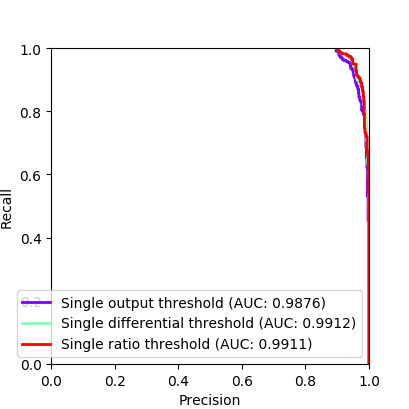 1.0
0.8
0.6
0.4
0.2
0.0
Recall
Single output threshold (AUC: 0.9876)
Single differential threshold (AUC: 0.9912)
Single ratio threshold (AUC: 0.9911)
0.0 0.2 0.4 0.6 0.8 1.0
Precision